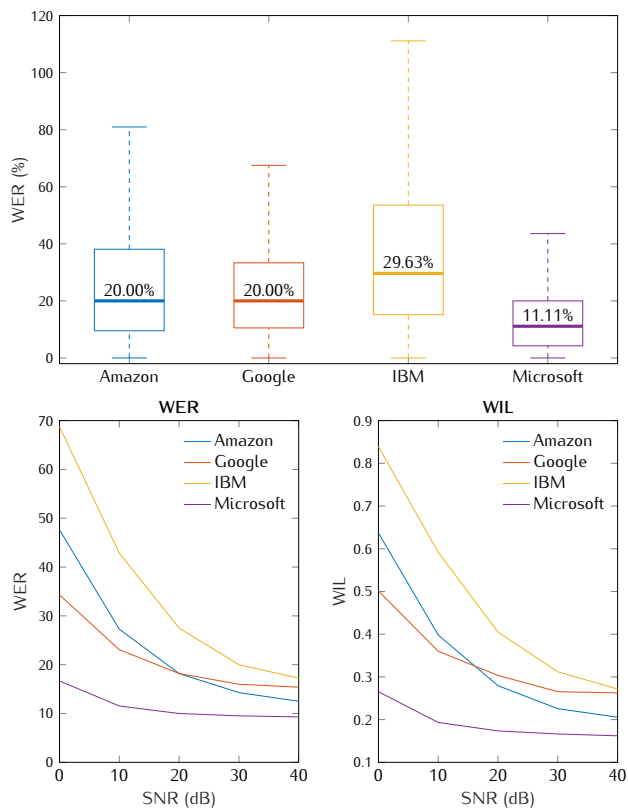 120
100
80
60
40
20
0
WER (%)
20.00%
20.00%
29.63%
11.11%
Amazon
Google
IBM
Microsoft
WER
70
60
50
40
30
20
10
0
WER
Amazon
Google
IBM
Microsoft
0
10
20
30
40
SNR (dB)
WIL
0.9
0.8
0.7
0.6
0.5
0.4
0.3
0.2
0.1
WIL
Amazon
Google
IBM
Microsoft
0
10
20
30
40
SNR (dB)